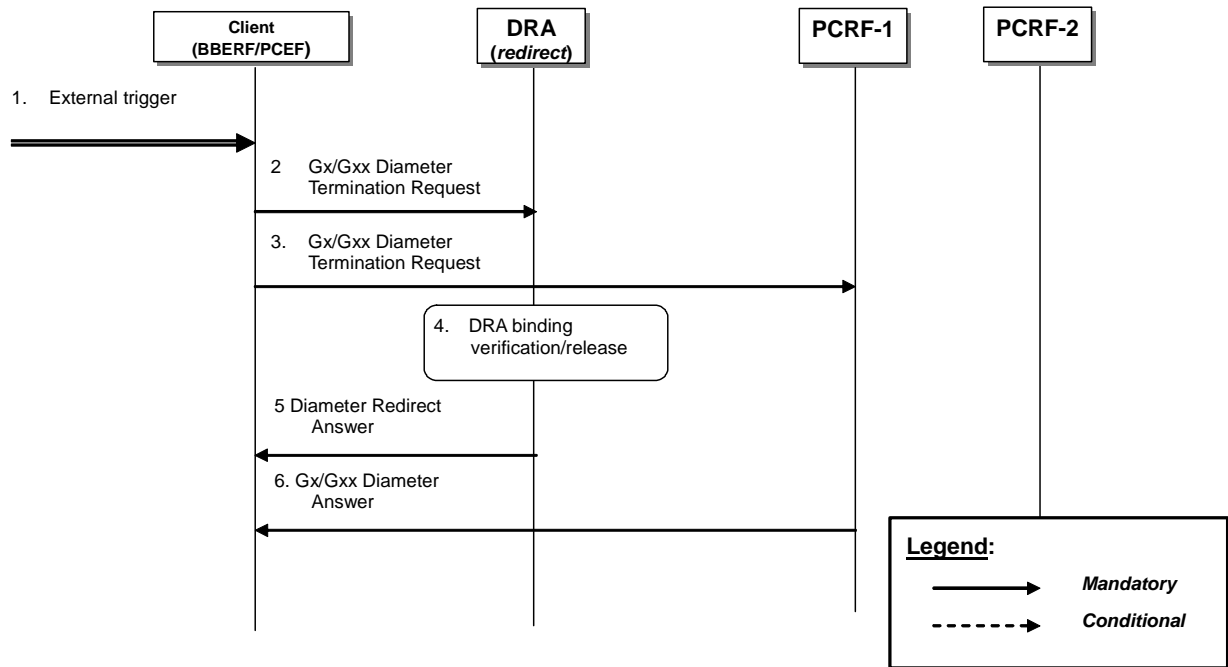 Client
(BBERF/PCEF)
DRA
(redirect)
PCRF-1
PCRF-2
1. External trigger
2 Gx/Gxx Diameter
Termination Request
3. Gx/Gxx Diameter
Termination Request
4. DRA binding
verification/release
5 Diameter Redirect
Answer
6. Gx/Gxx Diameter
Answer
Legend:
Mandatory
Conditional